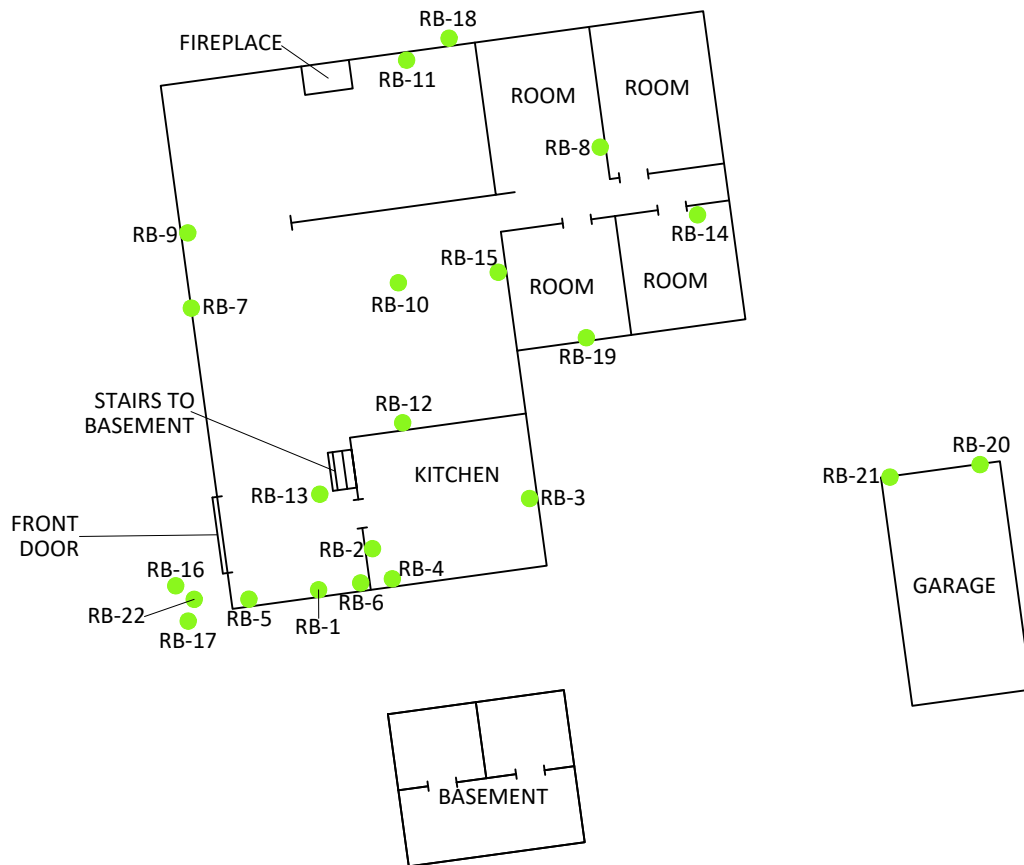 RB-18
FIREPLACE
RB-11
ROOM
ROOM
RB-8
RB-9
RB-14
RB-15
ROOM
ROOM
RB-10
RB-7
RB-19
STAIRS TO
BASEMENT
RB-12
KITCHEN
RB-20
RB-21
RB-13
RB-3
FRONT
DOOR
RB-2
RB-16
RB-4
GARAGE
RB-22
RB-17
RB-5
RB-1
RB-6
BASEMENT